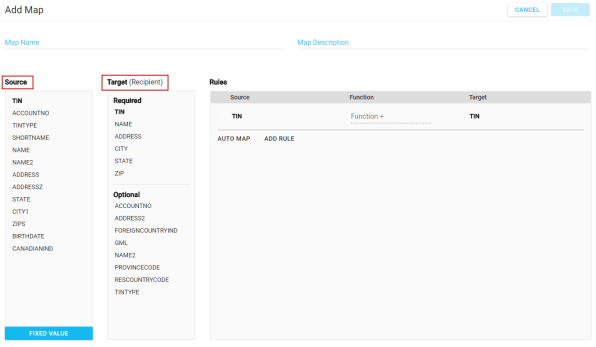 Add Map
CANCEL
SAVE
Map Name
Map Description
Source
TIN
ACCOUNTNO
TINTYPE
SHORTNAME
NAME
NAME2
ADDRESS
ADDRESS2
STATE
CITY1
ZIPS
BIRTHDATE
CANADIANIND
FIXED VALUE
Target (Recipient)
Required
TIN
NAME
ADDRESS
CITY
STATE
ZIP
Optional
ACCOUNTNO
ADDRESS2
FOREIGNCOUNTRYIND
GML
NAME2
PROVINCECODE
RESCOUNTRYCODE
TINTYPE
Rules
Source Function Target
TIN Function + TIN
AUTO MAP ADD RULE